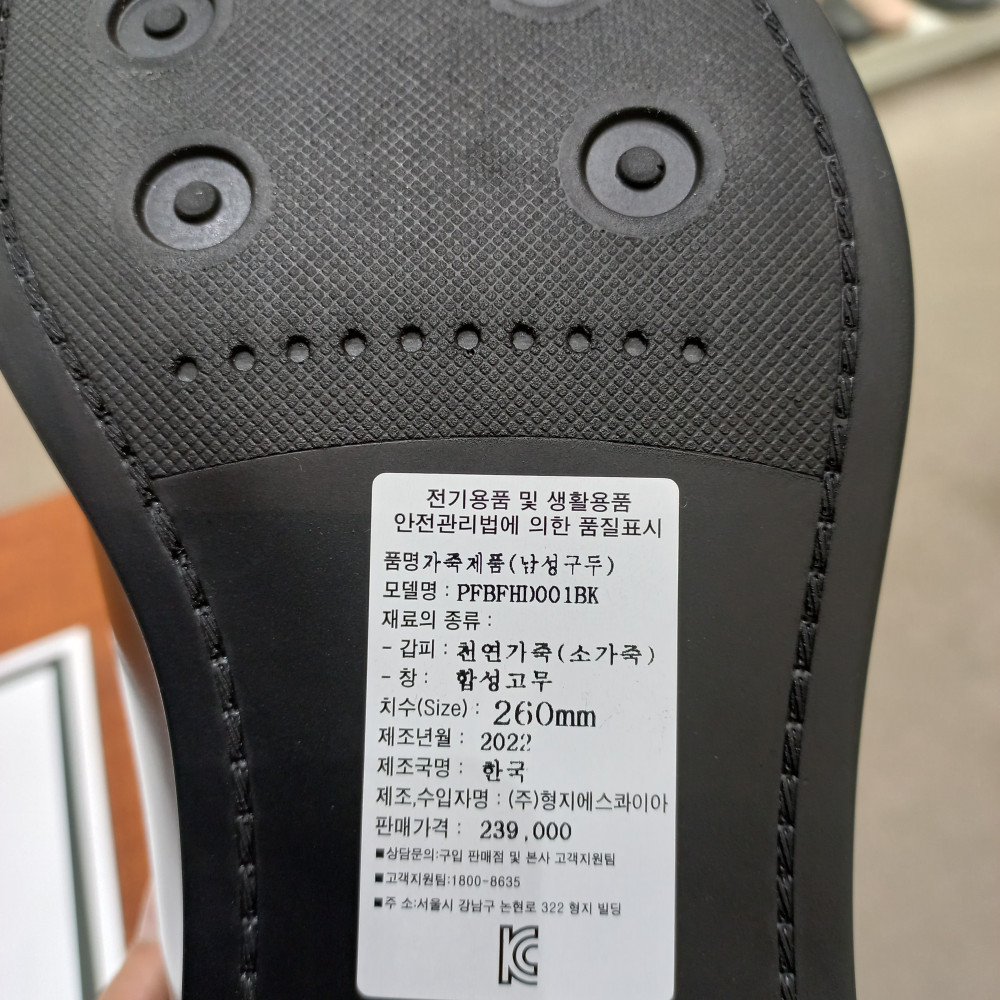 전기용품 및 생활용품
안전관리법에 의한 품질표시
품명가죽제품(남성구두)
모델명 : PFBFHD001BK
재료의 종류 :
- 갑피 : 천연가죽(소가죽)
- 창 : 합성고무
치수(Size) : 260mm
제조년월 : 2022
제조국명 : 한국
제조,수입자명 : (주)형지에스콰이아
판매가격 : 239,000
■상담문의:구입 판매점 및 본사 고객지원팀
■고객지원팀:1800-8635
■주 소:서울시 강남구 논현로 322 형지 빌딩
KC